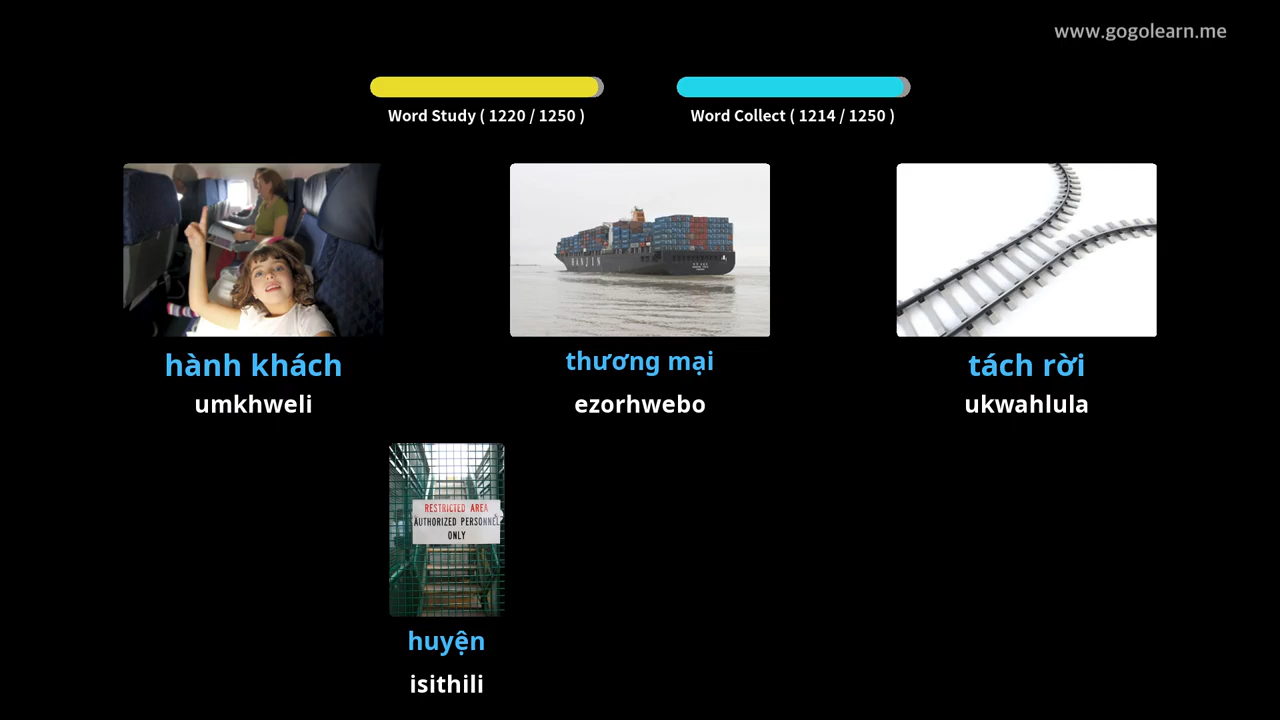 www.gogolearn.me
Word Study ( 1220 / 1250 )
Word Collect ( 1214 / 1250 )
HANJIN
hành khách
umkhweli
thương mại
ezorhwebo
tách rời
ukwahlula
RESTRICTED AREA
AUTHORIZED PERSONNEL
ONLY
huyện
isithili